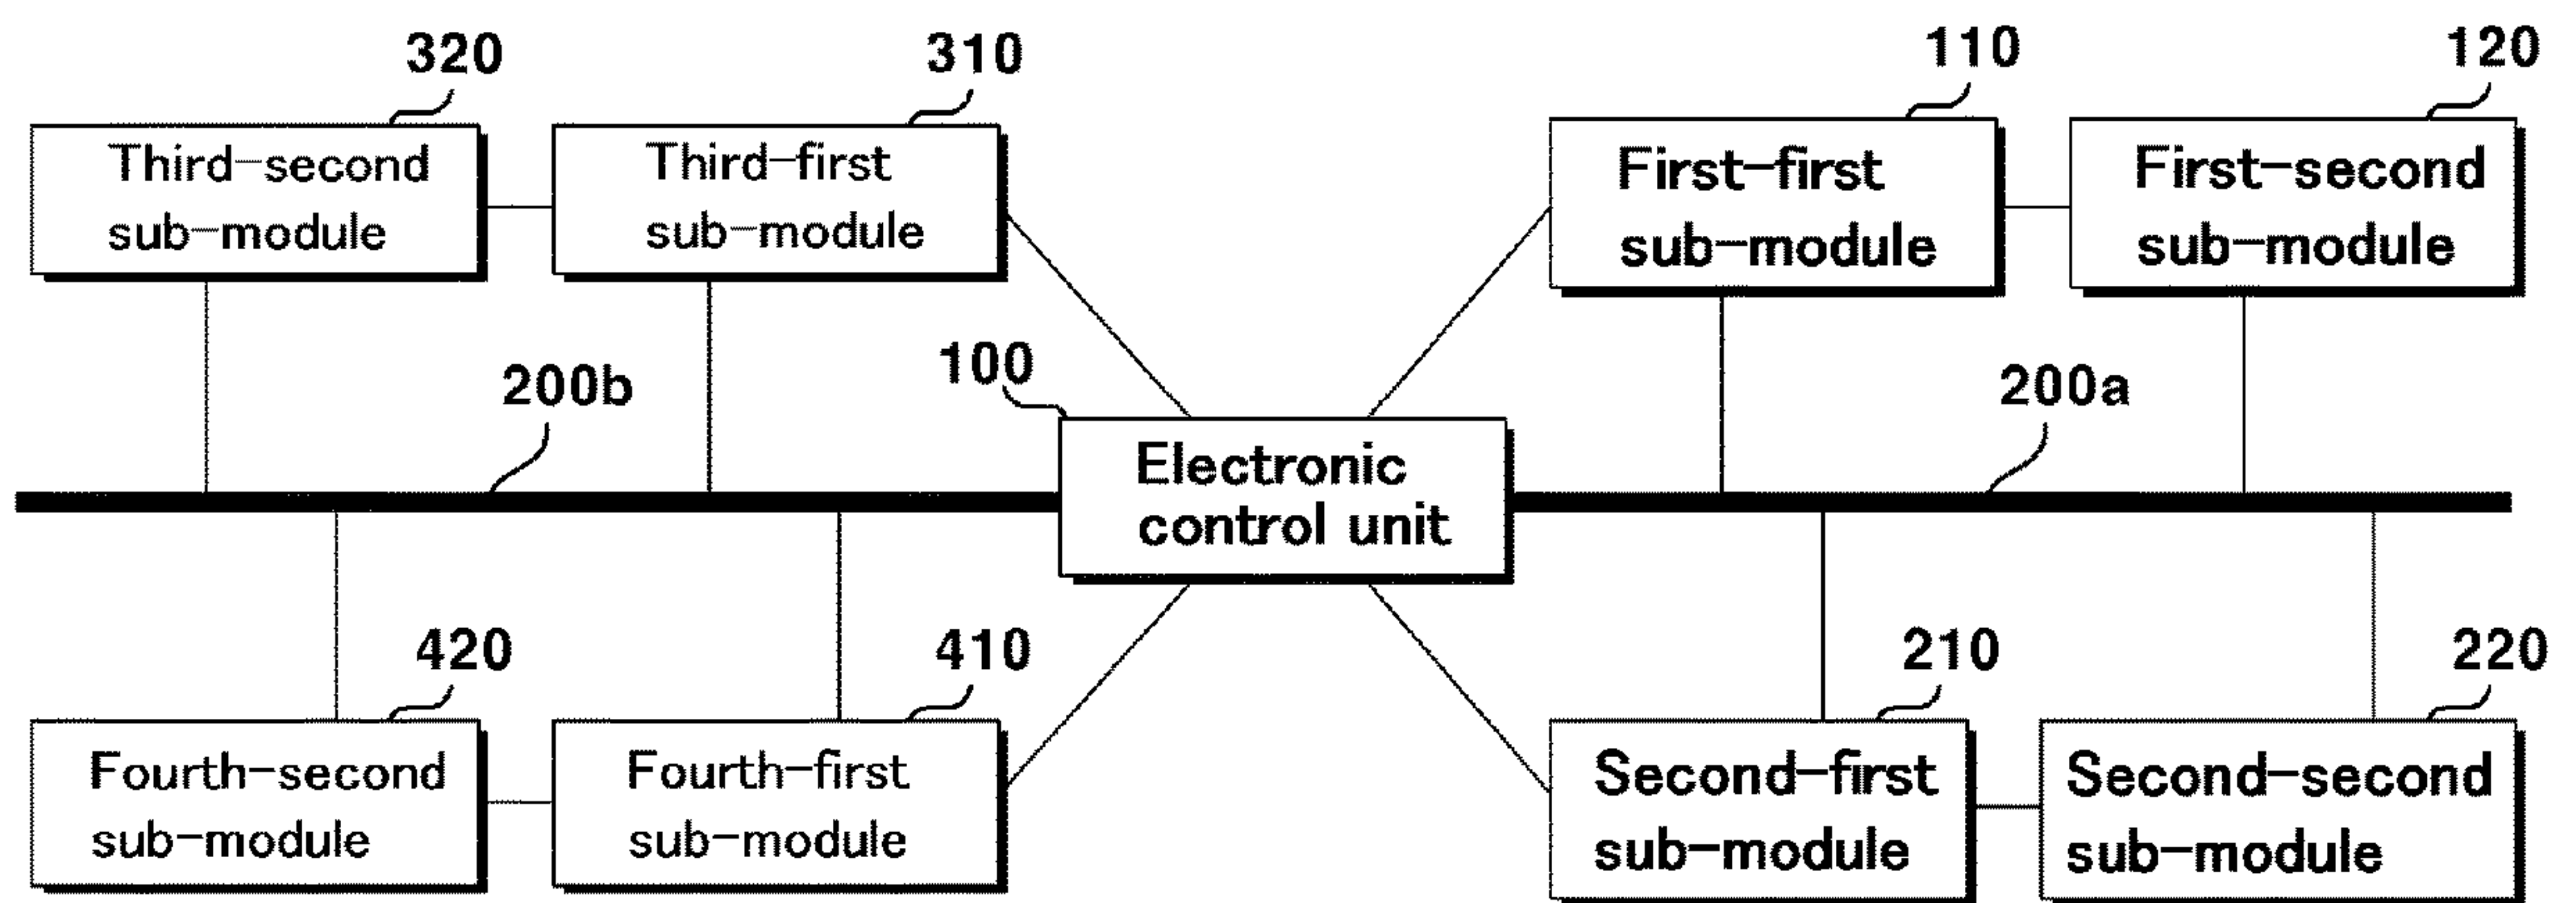 320
310
110
120
Third-second
sub-module
Third-first
sub-module
First-first
sub-module
First-second
sub-module
200b
100
200a
Electronic
control unit
420
410
210
220
Fourth-second
sub-module
Fourth-first
sub-module
Second-first
sub-module
Second-second
sub-module